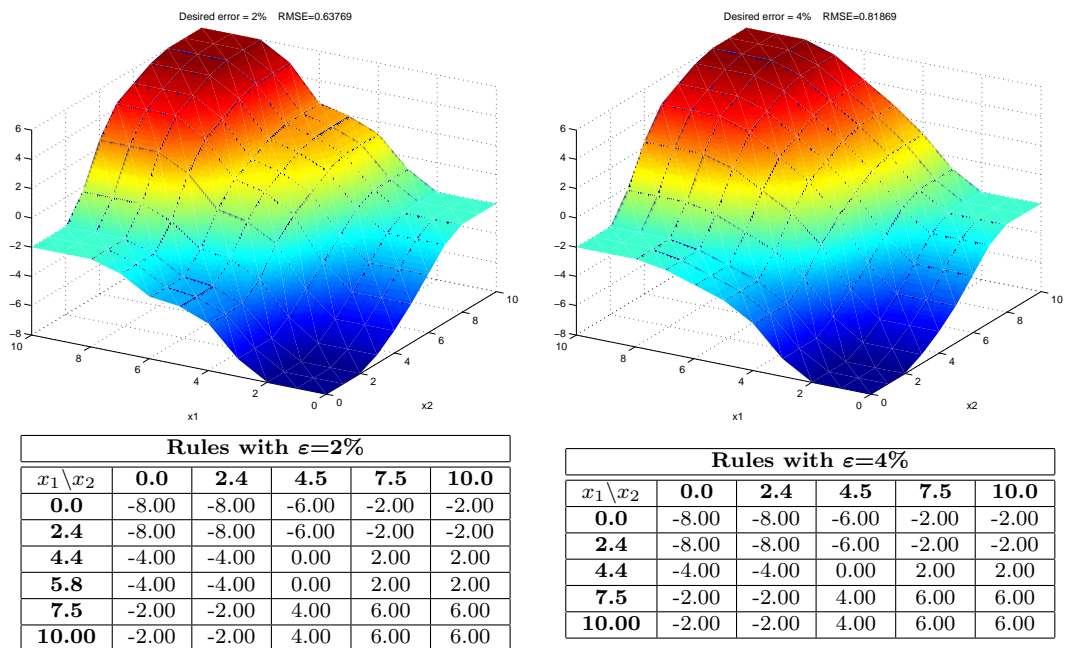 Desired error = 2% RMSE=0.63769
6
4
2
0
−2
−4
−6
−8
10
8
6
4
2
0
x1
0
2
4
6
8
10
x2
Desired error = 4% RMSE=0.81869
6
4
2
0
−2
−4
−6
−8
10
8
6
4
2
0
x1
0
2
4
6
8
10
x2
Rules with ε=2%
x1\x2 0.0 2.4 4.5 7.5 10.0
0.0 -8.00 -8.00 -6.00 -2.00 -2.00
2.4 -8.00 -8.00 -6.00 -2.00 -2.00
4.4 -4.00 -4.00 0.00 2.00 2.00
5.8 -4.00 -4.00 0.00 2.00 2.00
7.5 -2.00 -2.00 4.00 6.00 6.00
10.00 -2.00 -2.00 4.00 6.00 6.00
Rules with ε=4%
x1\x2 0.0 2.4 4.5 7.5 10.0
0.0 -8.00 -8.00 -6.00 -2.00 -2.00
2.4 -8.00 -8.00 -6.00 -2.00 -2.00
4.4 -4.00 -4.00 0.00 2.00 2.00
7.5 -2.00 -2.00 4.00 6.00 6.00
10.00 -2.00 -2.00 4.00 6.00 6.00